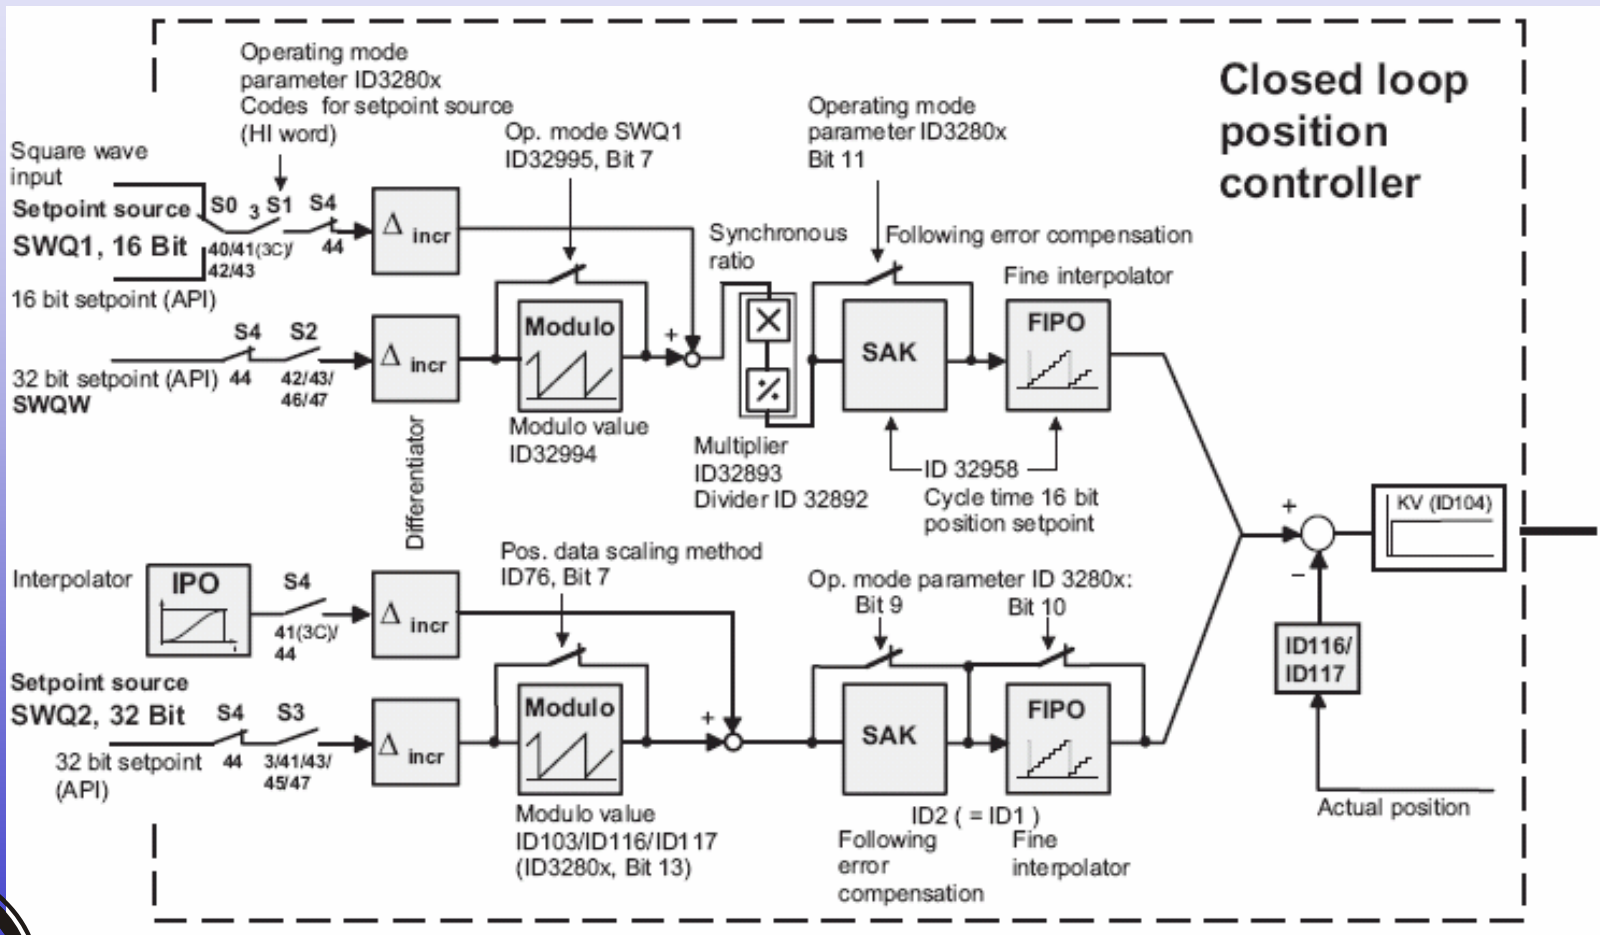 Operating mode
parameter ID3280x
Codes for setpoint source
(HI word)
Closed loop
position
controller
Op. mode SWQ1
ID32995, Bit 7
Operating mode
parameter ID3280x
Bit 11
Square wave
input
Setpoint source
SWQ1, 16 Bit
16 bit setpoint (API)
S0
3
S1
S4
40/41(3C)/
42/43
44
Δ incr
Synchronous
ratio
Following error compensation
Fine interpolator
S4
S2
32 bit setpoint (API)
SWQW
44
42/43/
46/47
Δ incr
Modulo
Modulo value
ID32994
+
×
%
Multiplier
ID32893
Divider ID 32892
SAK
FIPO
ID 32958
Cycle time 16 bit
position setpoint
Differentiator
+
−
KV (ID104)
ID116/
ID117
Actual position
Interpolator
IPO
S4
41(3C)/
44
Δ incr
Pos. data scaling method
ID76, Bit 7
Op. mode parameter ID 3280x:
Bit 9
Bit 10
Setpoint source
SWQ2, 32 Bit
S4
S3
32 bit setpoint
(API)
44
3/41/43/
45/47
Δ incr
Modulo
Modulo value
ID103/ID116/ID117
(ID3280x, Bit 13)
+
SAK
FIPO
ID2 ( = ID1 )
Following
error
compensation
Fine
interpolator